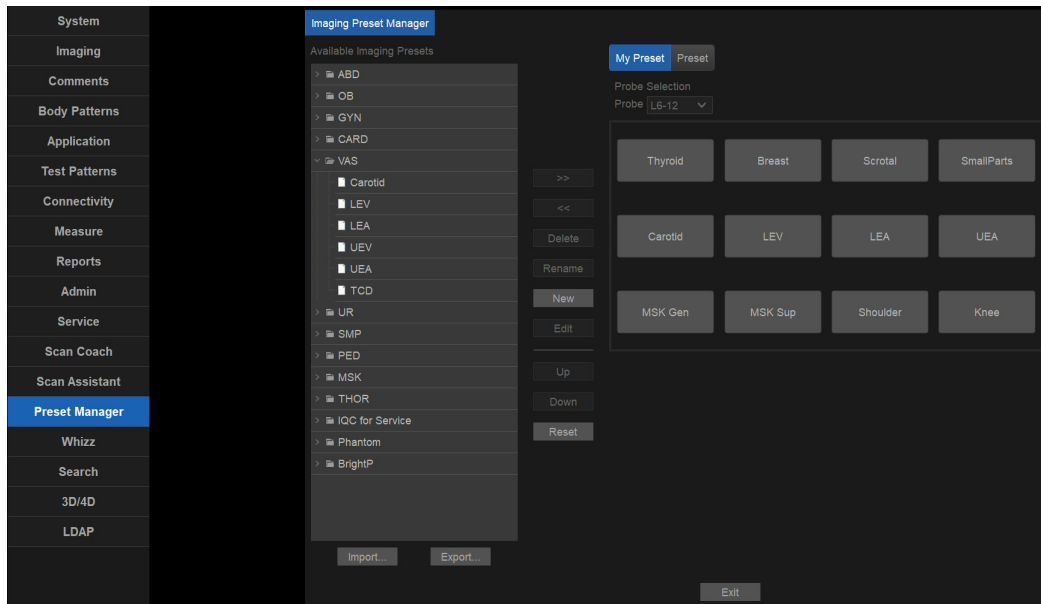 System
Imaging
Comments
Body Patterns
Application
Test Patterns
Connectivity
Measure
Reports
Admin
Service
Scan Coach
Scan Assistant
Preset Manager
Whizz
Search
3D/4D
LDAP
Imaging Preset Manager
Available Imaging Presets
ABD
OB
GYN
CARD
VAS
Carotid
LEV
LEA
UEV
UEA
TCD
UR
SMP
PED
MSK
THOR
IQC for Service
Phantom
BrightP
Import...
Export...
>>
<<
Delete
Rename
New
Edit
Up
Down
Reset
My Preset Preset
Probe Selection
Probe L6-12
Thyroid Breast Scrotal SmallParts
Carotid LEV LEA UEA
MSK Gen MSK Sup Shoulder Knee
Exit